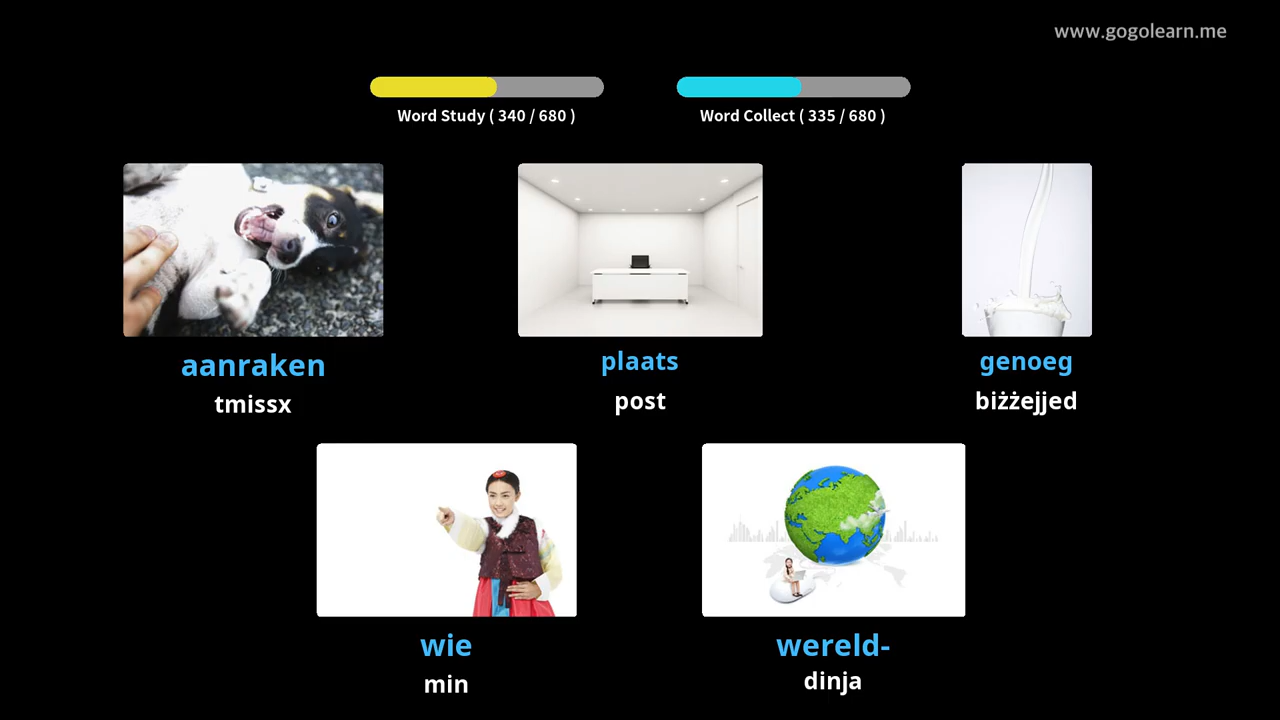 www.gogolearn.me
Word Study ( 340 / 680 )
Word Collect ( 335 / 680 )
aanraken
tmissx
plaats
post
genoeg
biżżejjed
wie
min
wereld-
dinja